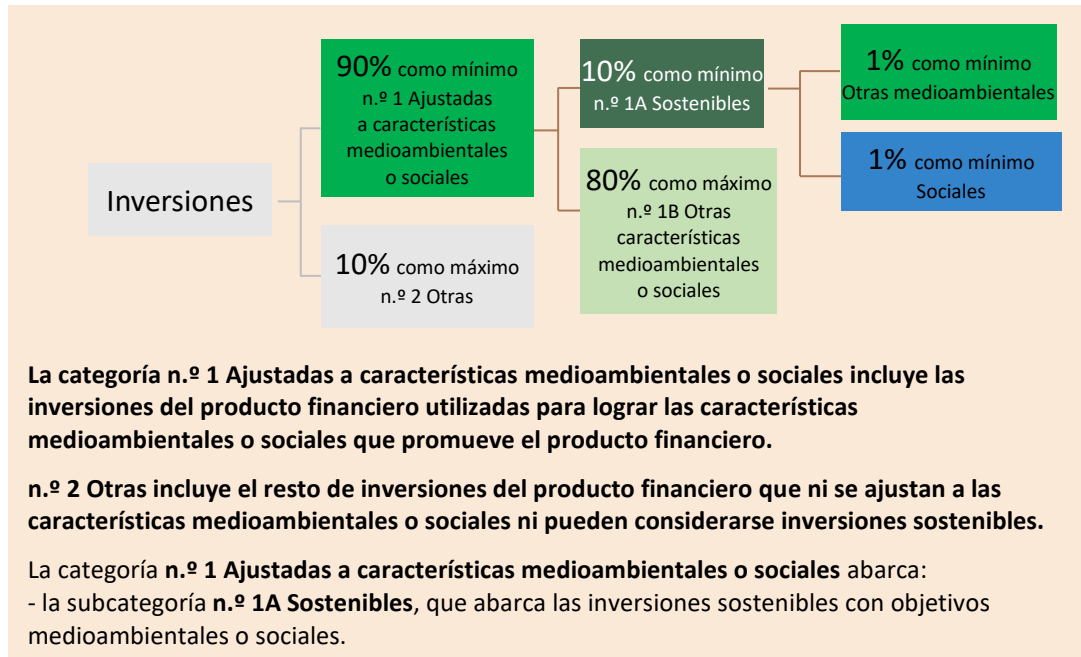 Inversiones
90% como mínimo
n.º 1 Ajustadas
a características
medioambientales
o sociales
10% como máximo
n.º 2 Otras
10% como mínimo
n.º 1A Sostenibles
80% como máximo
n.º 1B Otras
características
medioambientales
o sociales
1% como mínimo
Otras medioambientales
1% como mínimo
Sociales
La categoría n.º 1 Ajustadas a características medioambientales o sociales incluye las
inversiones del producto financiero utilizadas para lograr las características
medioambientales o sociales que promueve el producto financiero.
n.º 2 Otras incluye el resto de inversiones del producto financiero que ni se ajustan a las
características medioambientales o sociales ni pueden considerarse inversiones sostenibles.
La categoría n.º 1 Ajustadas a características medioambientales o sociales abarca:
- la subcategoría n.º 1A Sostenibles, que abarca las inversiones sostenibles con objetivos
medioambientales o sociales.